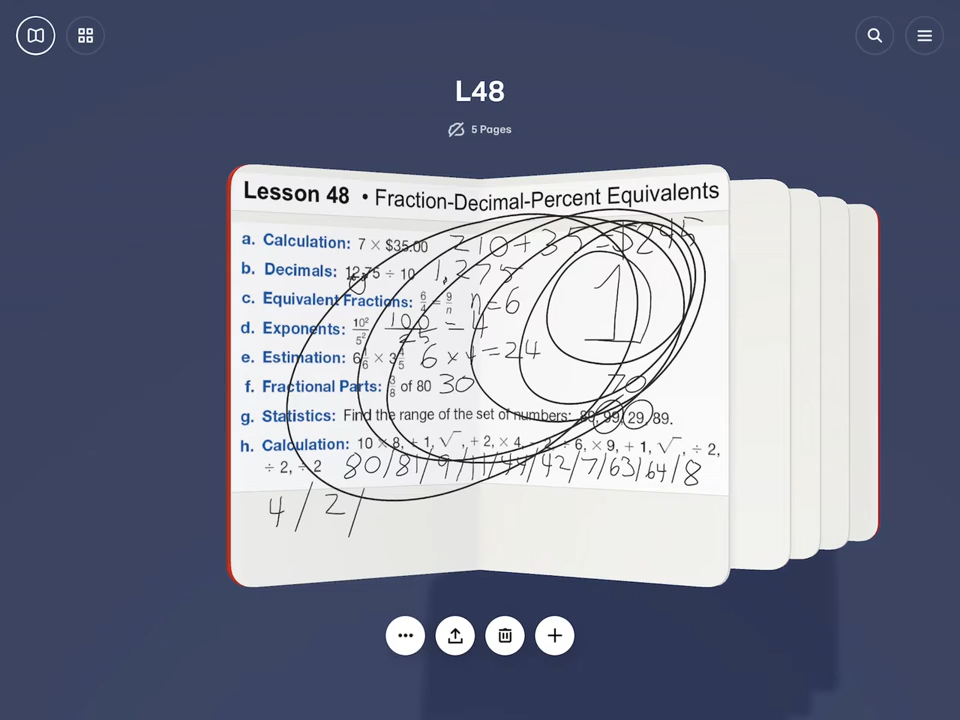 L48
5 Pages
Lesson 48 • Fraction-Decimal-Percent Equivalents
a. Calculation: 7 × $35.00 210 + 35 = $245
b. Decimals: 12.75 ÷ 10 1.275
c. Equivalent Fractions: 6/4 = 9/n n=6
d. Exponents: 10²/5² 100/25 = 4
e. Estimation: 6 1/6 × 3 4/5 6 × 4 = 24
f. Fractional Parts: 3/8 of 80 30 70
g. Statistics: Find the range of the set of numbers: 89, 99, 29, 89.
h. Calculation: 10 × 8, + 1, √ , + 2, × 4, − 2, ÷ 6, × 9, + 1, √ , ÷ 2,
÷ 2, ÷ 2 80/81/9/11/44/42/7/63/64/8
4/2/
1